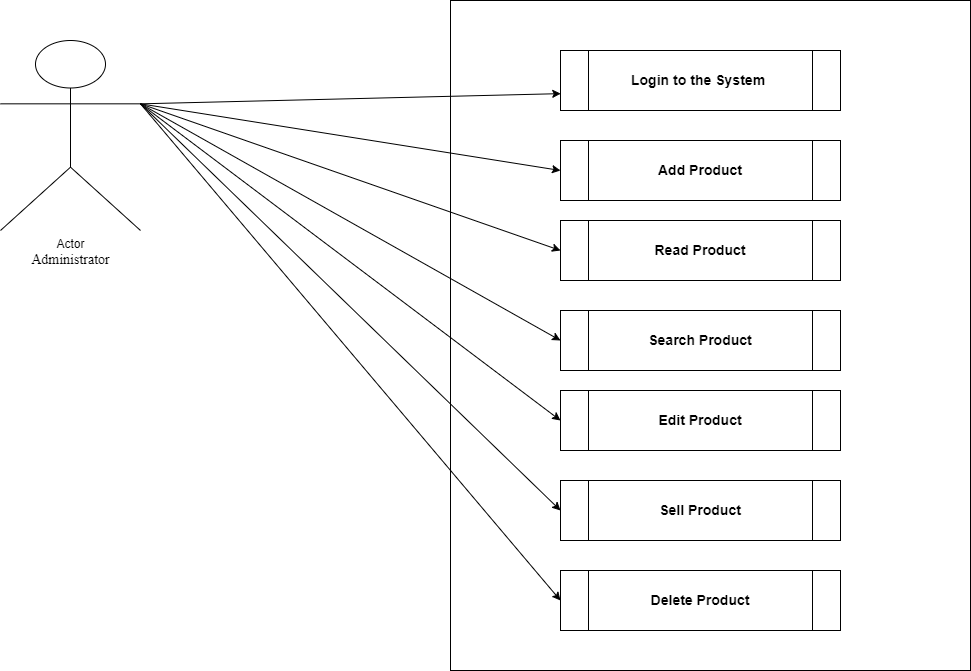 Actor
Administrator
Login to the System
Add Product
Read Product
Search Product
Edit Product
Sell Product
Delete Product